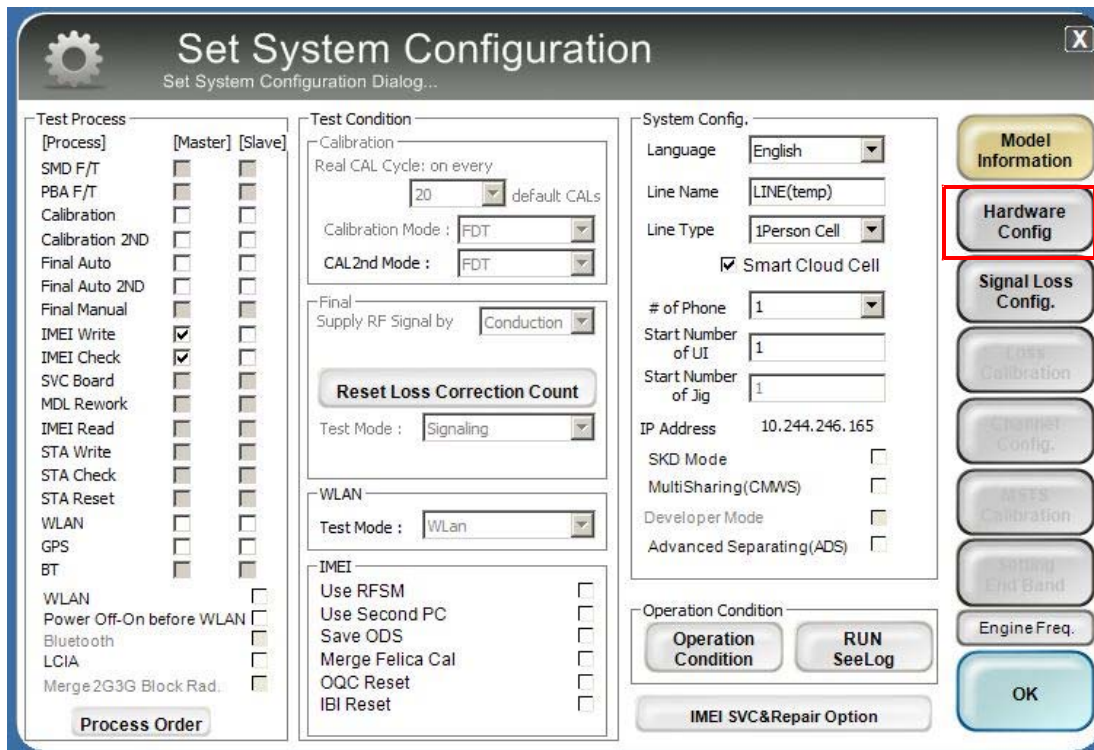 Set System Configuration
Set System Configuration Dialog...
X
Test Process
[Process] [Master] [Slave]
SMD F/T
PBA F/T
Calibration
Calibration 2ND
Final Auto
Final Auto 2ND
Final Manual
IMEI Write
IMEI Check
SVC Board
MDL Rework
IMEI Read
STA Write
STA Check
STA Reset
WLAN
GPS
BT
WLAN
Power Off-On before WLAN
Bluetooth
LCIA
Merge 2G3G Block Rad.
Process Order
Test Condition
Calibration
Real CAL Cycle: on every
20 default CALs
Calibration Mode : FDT
CAL2nd Mode : FDT
Final
Supply RF Signal by Conduction
Reset Loss Correction Count
Test Mode : Signaling
WLAN
Test Mode : WLan
IMEI
Use RFSM
Use Second PC
Save ODS
Merge Felica Cal
OQC Reset
IBI Reset
System Config.
Language English
Line Name LINE(temp)
Line Type 1Person Cell
Smart Cloud Cell
# of Phone 1
Start Number
of UI 1
Start Number
of Jig 1
IP Address 10.244.246.165
SKD Mode
MultiSharing(CMWS)
Developer Mode
Advanced Separating(ADS)
Operation Condition
Operation
Condition
RUN
SeeLog
IMEI SVC&Repair Option
Model
Information
Hardware
Config
Signal Loss
Config.
Loss
Calibration
Channel
Config.
MSTS
Calibration
Setting
End Band
Engine Freq.
OK